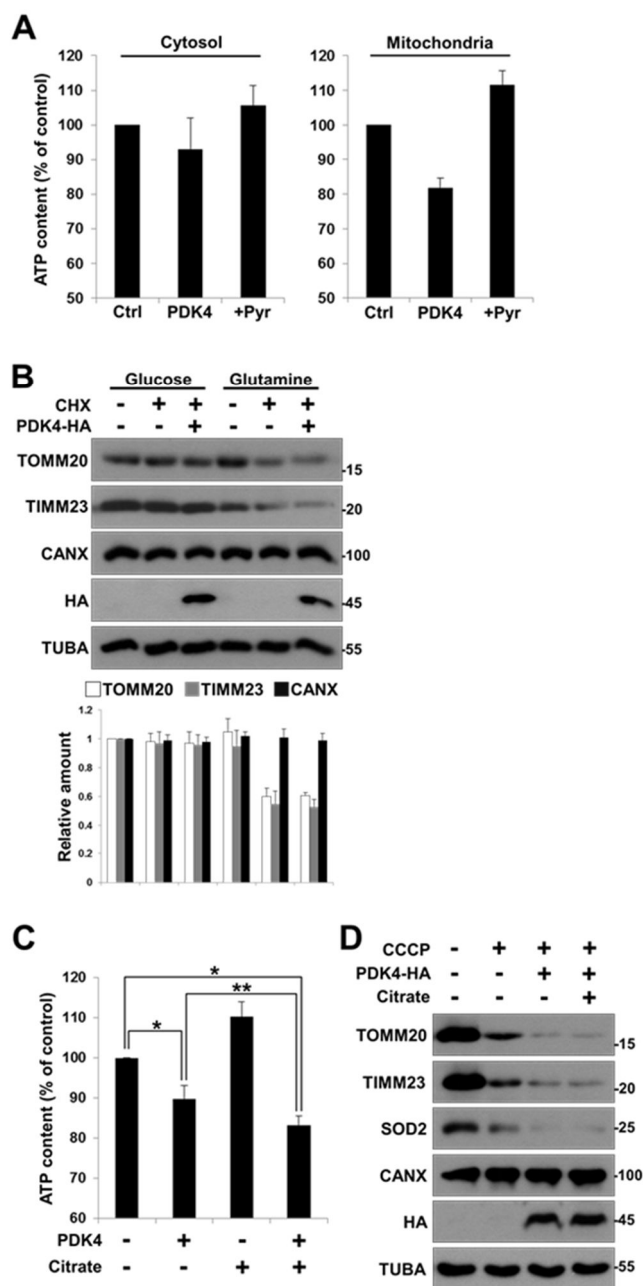 A
Cytosol
Mitochondria
ATP content (% of control)
120
110
100
90
80
70
60
50
Ctrl PDK4 +Pyr
120
110
100
90
80
70
60
50
Ctrl PDK4 +Pyr
B
Glucose Glutamine
CHX - + + - + +
PDK4-HA - - + - - +
TOMM20 -15
TIMM23 -20
CANX -100
HA -45
TUBA -55
TOMM20 TIMM23 CANX
Relative amount
1.2
1
0.8
0.6
0.4
0.2
0
C
ATP content (% of control)
120
110
100
90
80
70
60
*
**
*
PDK4 - + - +
Citrate - - + +
D
CCCP - + + +
PDK4-HA - - + +
Citrate - - - +
TOMM20 -15
TIMM23 -20
SOD2 -25
CANX -100
HA -45
TUBA -55